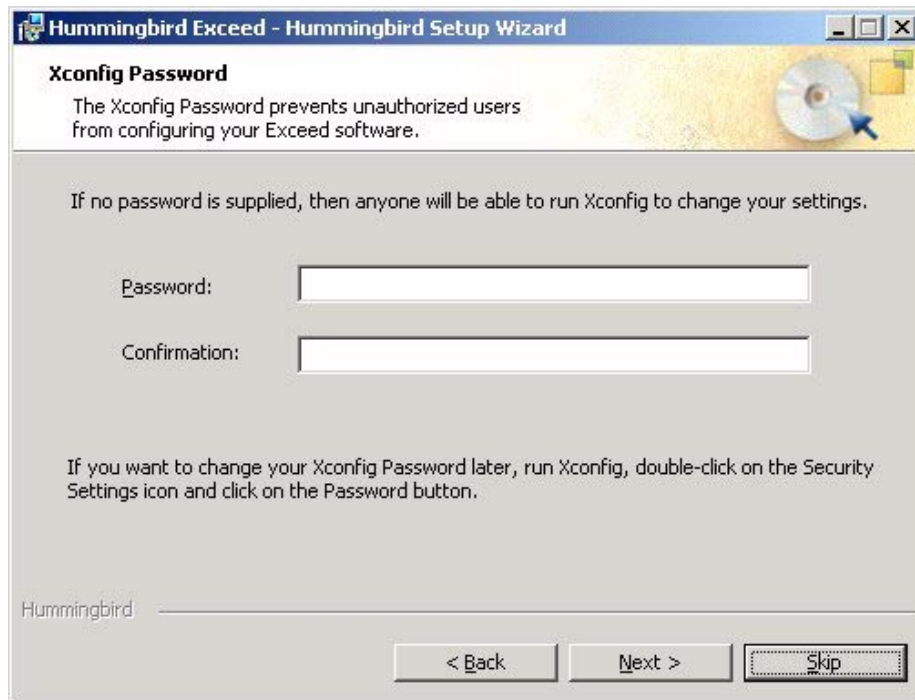 Hummingbird Exceed - Hummingbird Setup Wizard
Xconfig Password
The Xconfig Password prevents unauthorized users
from configuring your Exceed software.
If no password is supplied, then anyone will be able to run Xconfig to change your settings.
Password:
Confirmation:
If you want to change your Xconfig Password later, run Xconfig, double-click on the Security
Settings icon and click on the Password button.
Hummingbird
< Back Next > Skip